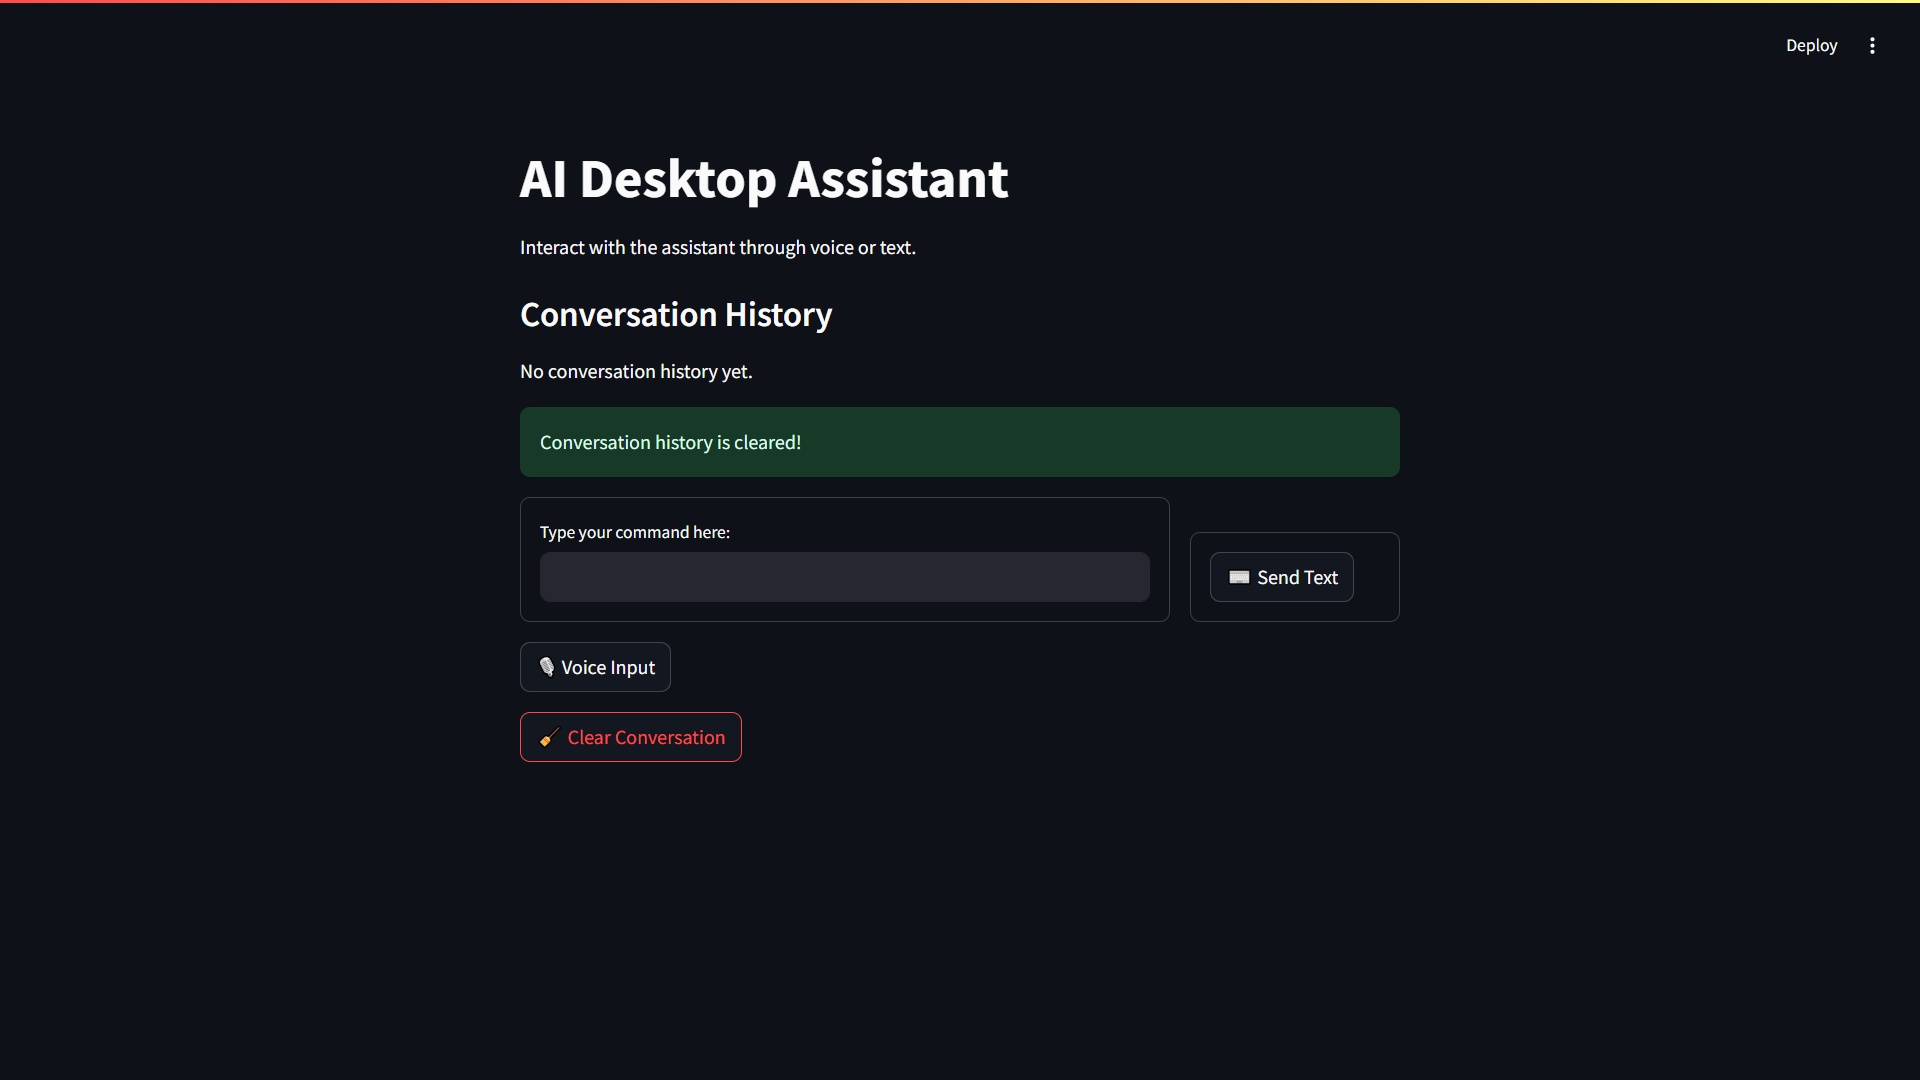 Deploy
AI Desktop Assistant
Interact with the assistant through voice or text.
Conversation History
No conversation history yet.
Conversation history is cleared!
Type your command here:
Send Text
Voice Input
Clear Conversation